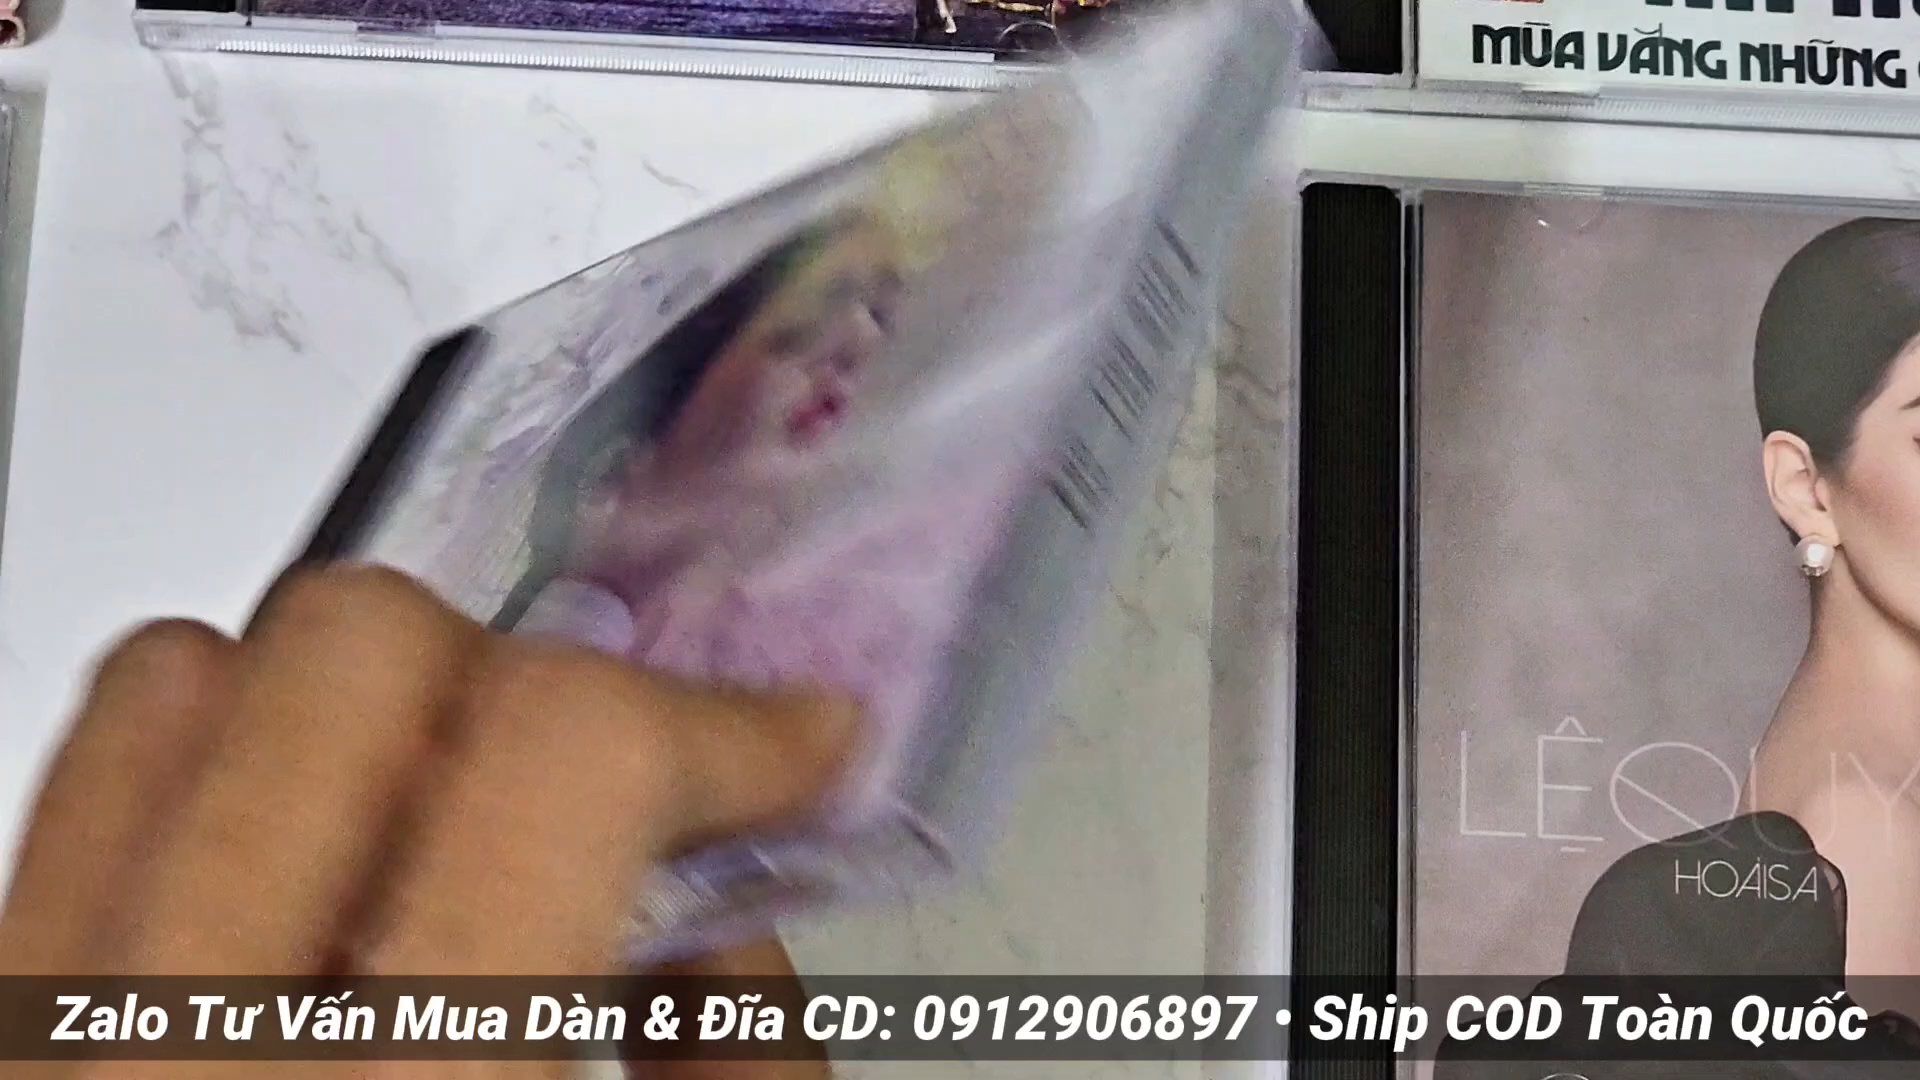 MÙA VẮNG NHỮNG
LỆ QUY
HOÀI SA
Zalo Tư Vấn Mua Dàn & Đĩa CD: 0912906897 • Ship COD Toàn Quốc